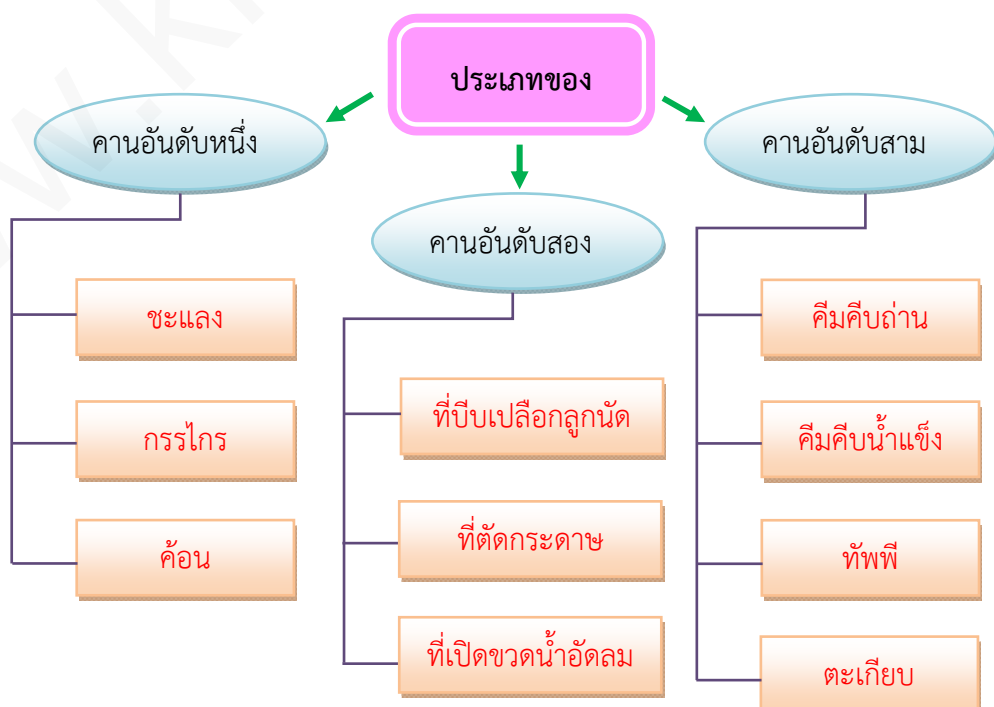 ประเภทของ
คานอันดับหนึ่ง
คานอันดับสอง
คานอันดับสาม
ชะแลง
กรรไกร
ค้อน
ที่บีบเปลือกลูกนัด
ที่ตัดกระดาษ
ที่เปิดขวดน้ำอัดลม
คีมคีบถ่าน
คีมคีบน้ำแข็ง
ทัพพี
ตะเกียบ